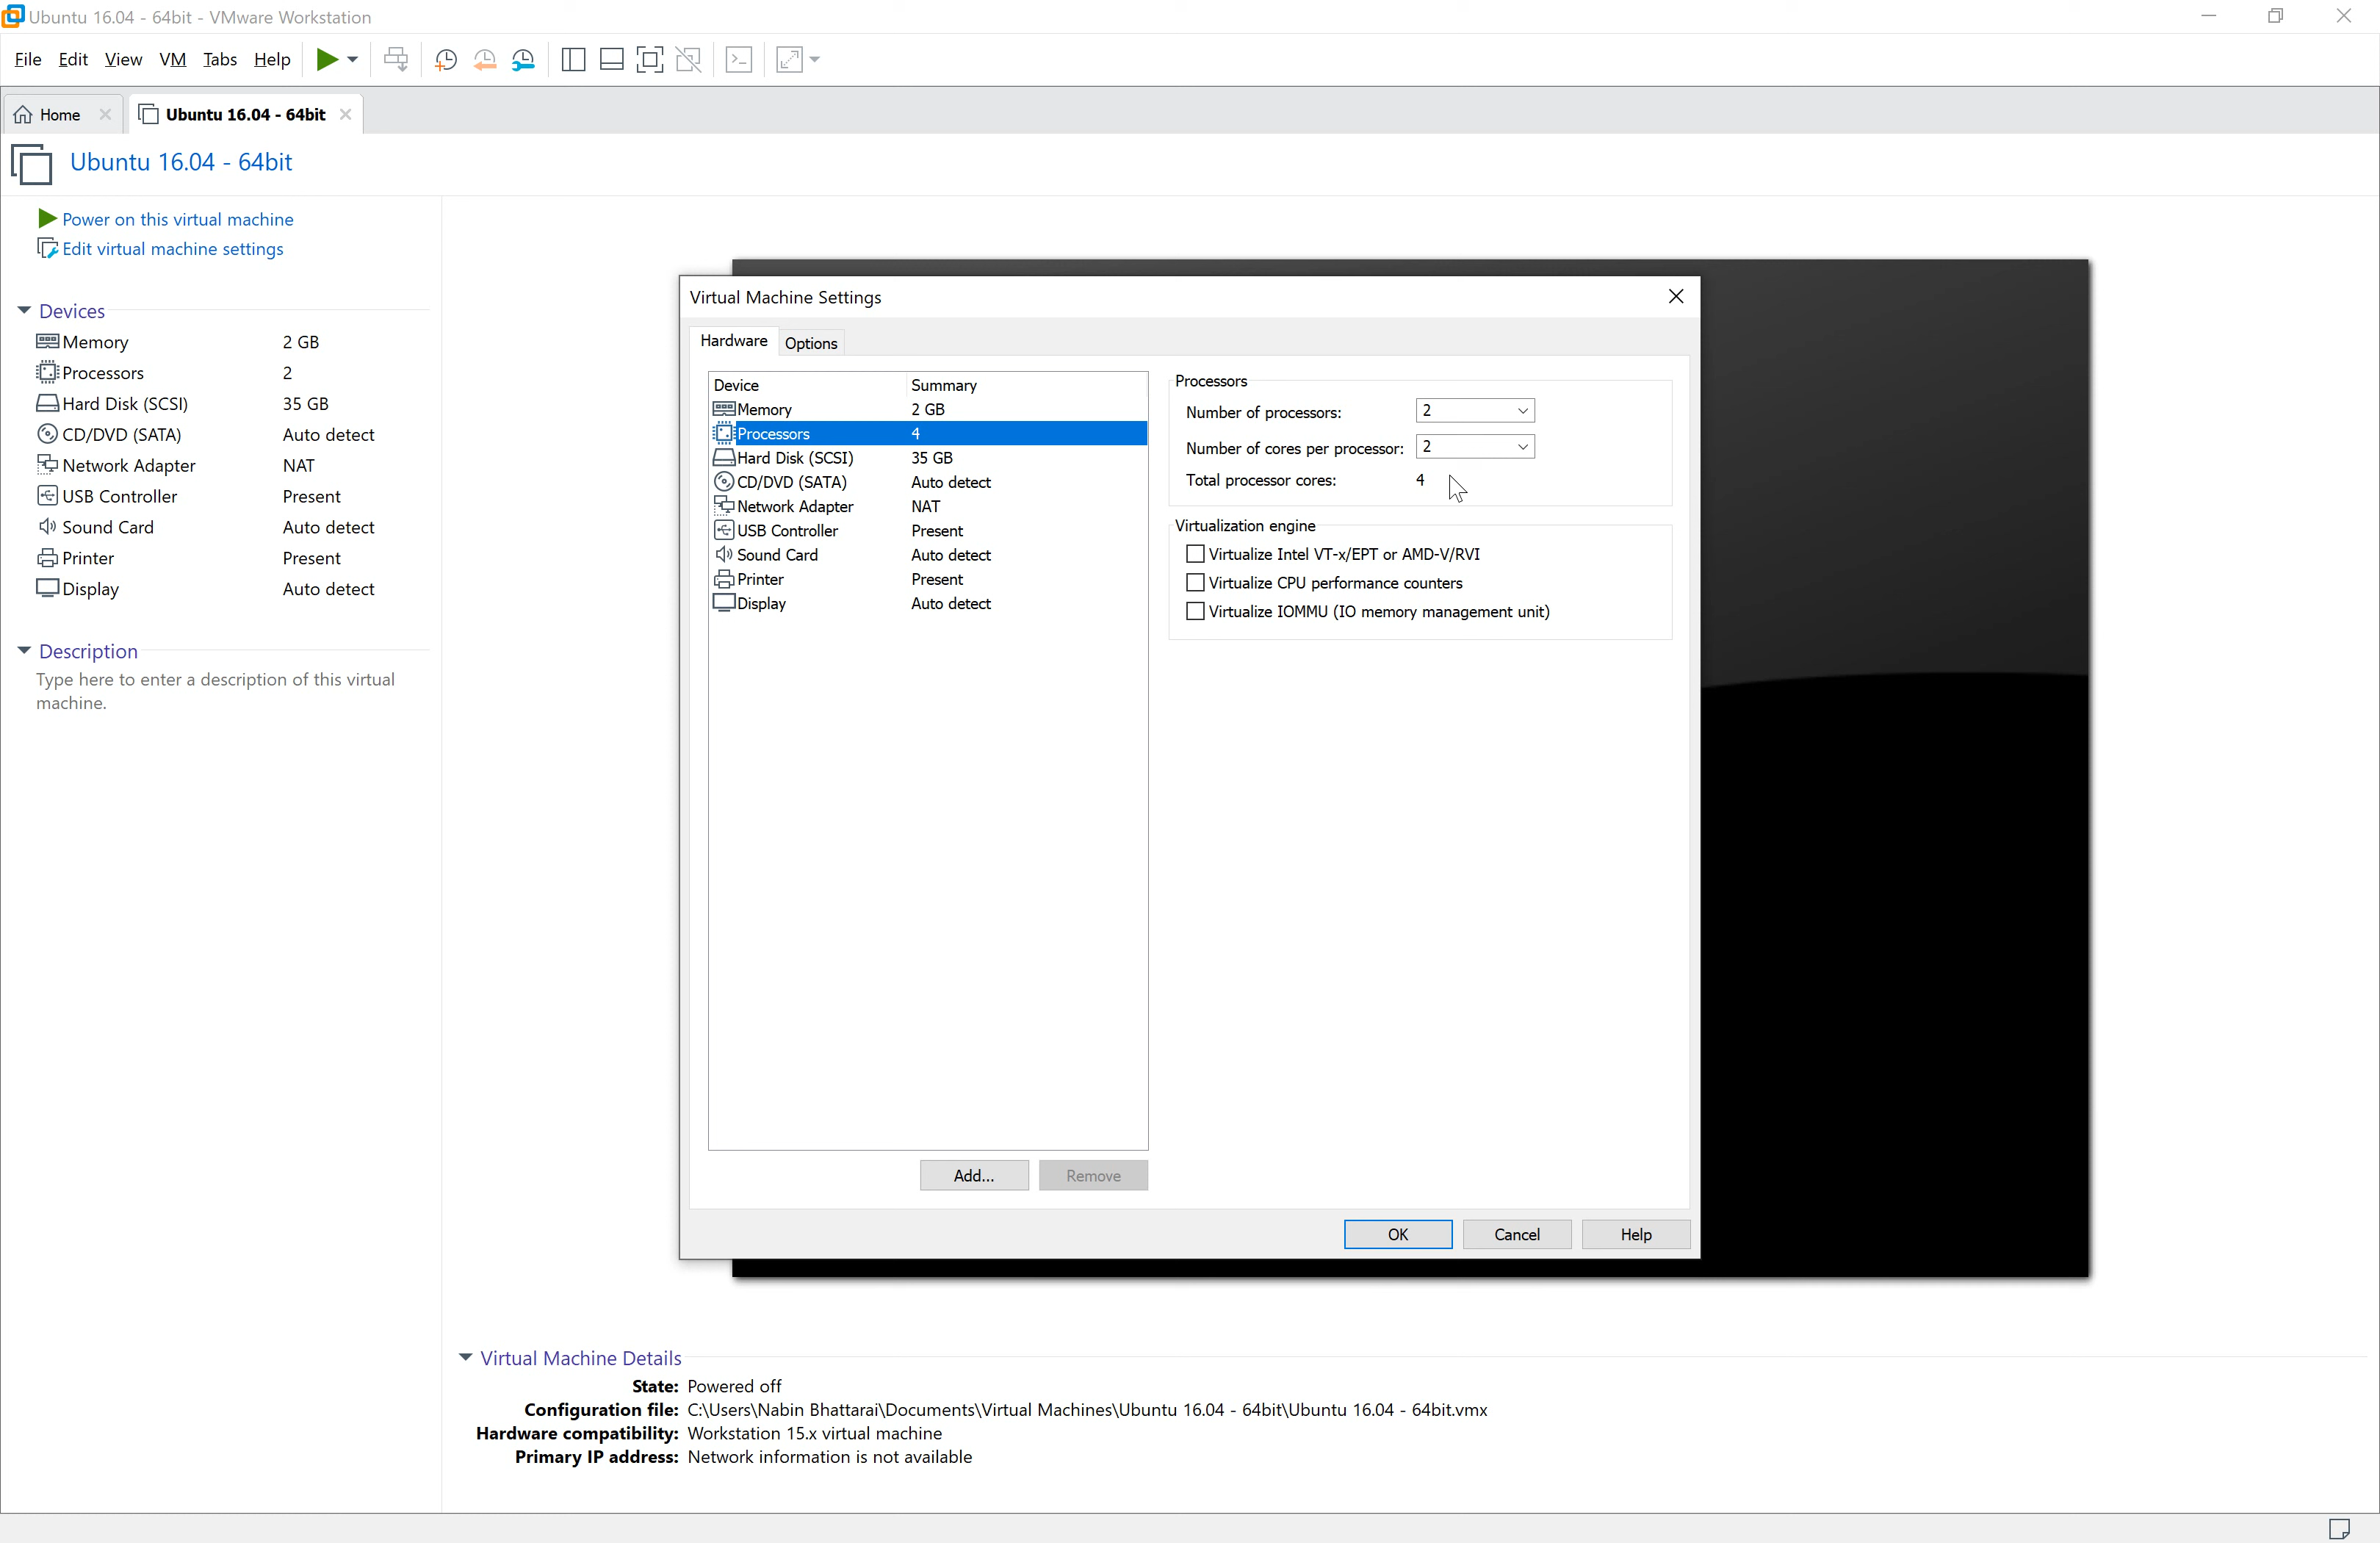 Ubuntu 16.04 - 64bit - VMware Workstation
File Edit View VM Tabs Help
Home Ubuntu 16.04 - 64bit
Ubuntu 16.04 - 64bit
Power on this virtual machine
Edit virtual machine settings
Devices
Memory 2 GB
Processors 2
Hard Disk (SCSI) 35 GB
CD/DVD (SATA) Auto detect
Network Adapter NAT
USB Controller Present
Sound Card Auto detect
Printer Present
Display Auto detect
Description
Type here to enter a description of this virtual
machine.
Virtual Machine Settings
Hardware Options
Device Summary
Memory 2 GB
Processors 4
Hard Disk (SCSI) 35 GB
CD/DVD (SATA) Auto detect
Network Adapter NAT
USB Controller Present
Sound Card Auto detect
Printer Present
Display Auto detect
Add... Remove
Processors
Number of processors: 2
Number of cores per processor: 2
Total processor cores: 4
Virtualization engine
Virtualize Intel VT-x/EPT or AMD-V/RVI
Virtualize CPU performance counters
Virtualize IOMMU (IO memory management unit)
OK Cancel Help
Virtual Machine Details
State: Powered off
Configuration file: C:\Users\Nabin Bhattarai\Documents\Virtual Machines\Ubuntu 16.04 - 64bit\Ubuntu 16.04 - 64bit.vmx
Hardware compatibility: Workstation 15.x virtual machine
Primary IP address: Network information is not available